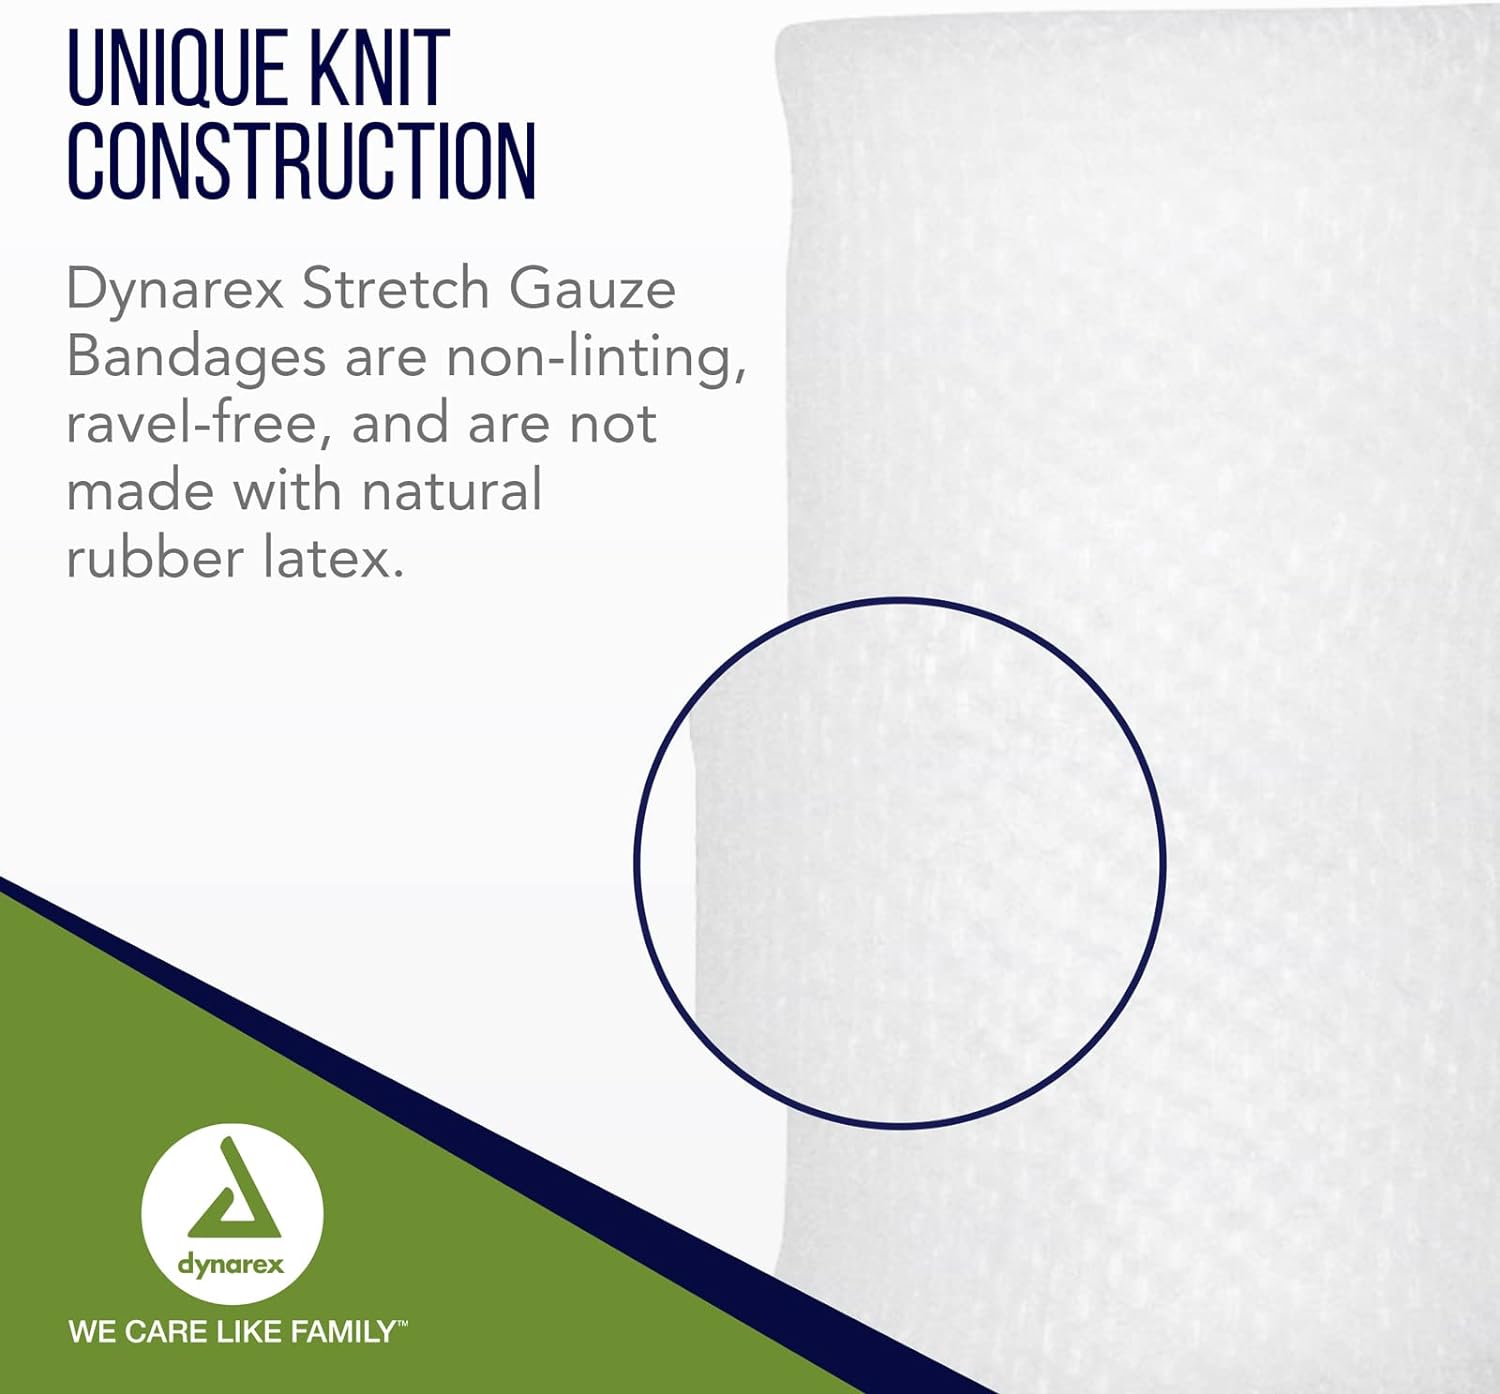 UNIQUE KNIT
CONSTRUCTION
Dynarex Stretch Gauze
Bandages are non-linting,
ravel-free, and are not
made with natural
rubber latex.
dynarex
WE CARE LIKE FAMILY™